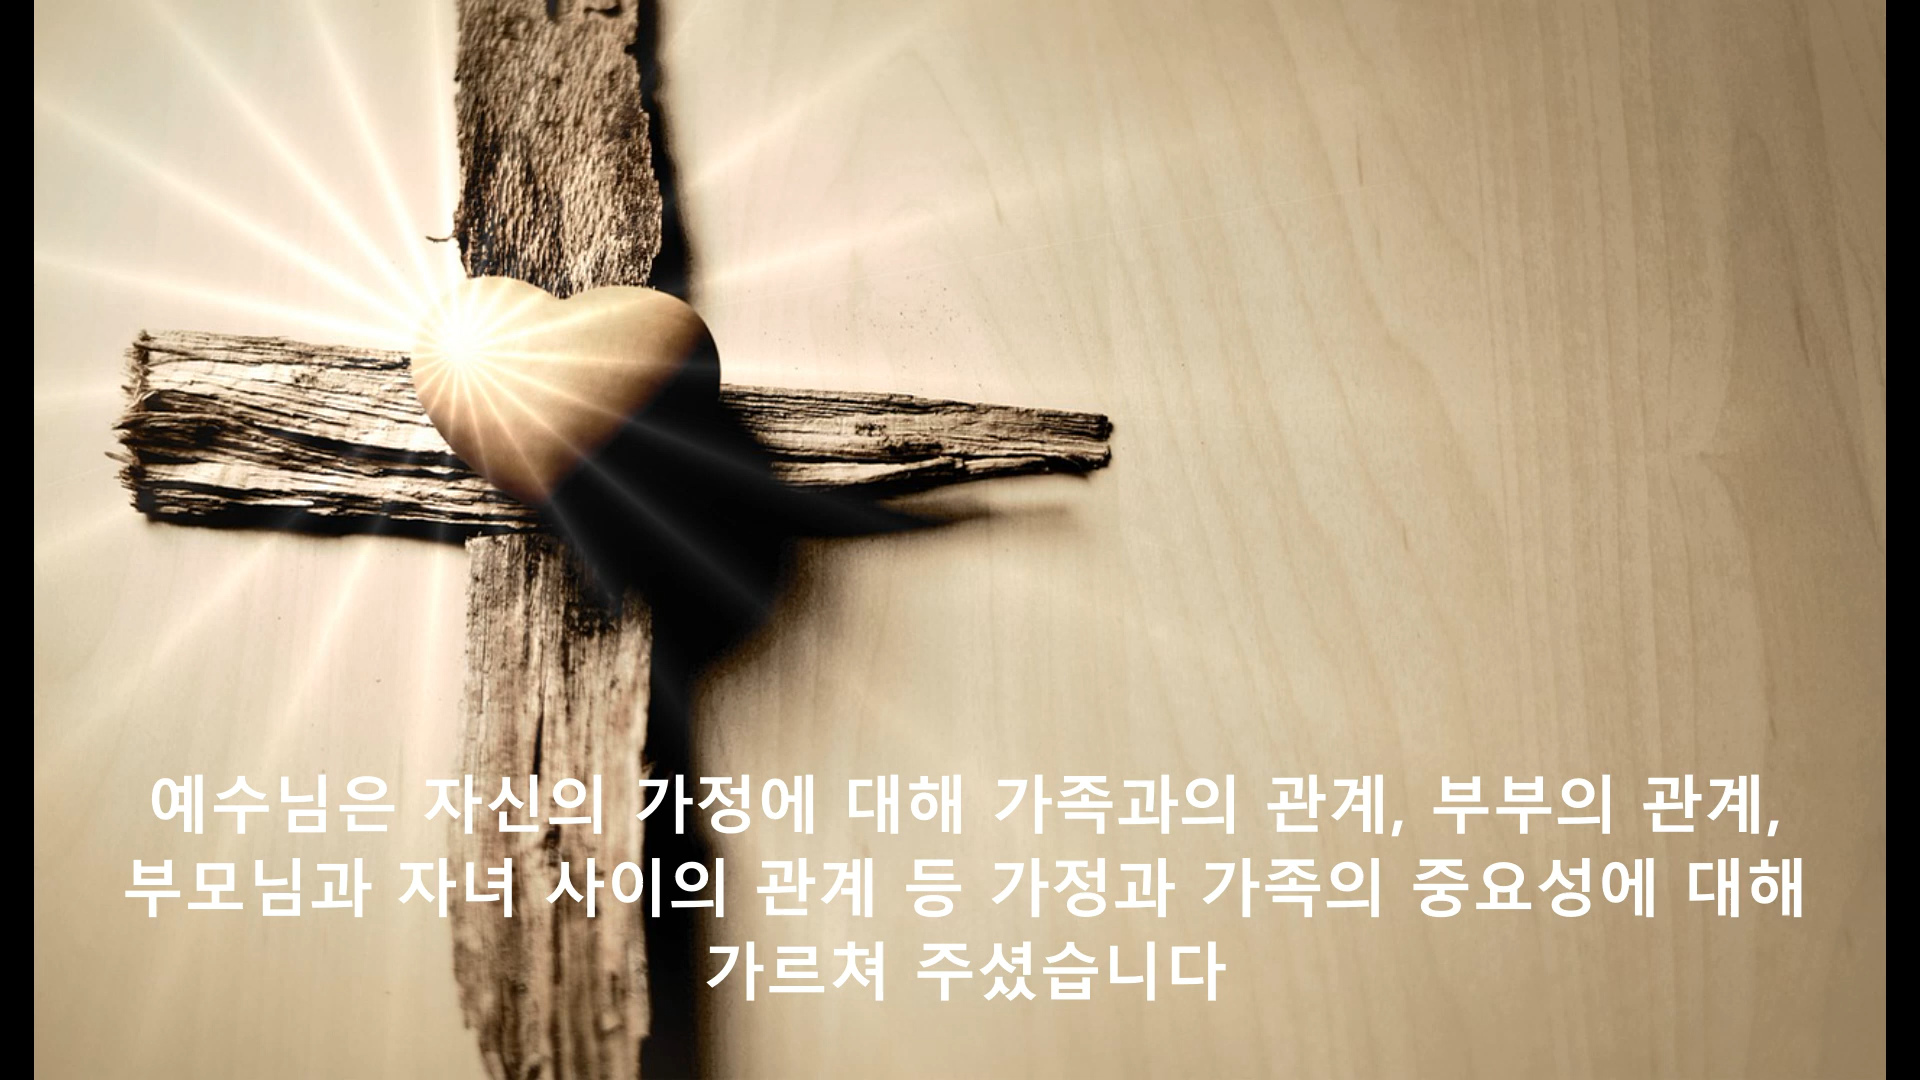 예수님은 자신의 가정에 대해 가족과의 관계, 부부의 관계,
부모님과 자녀 사이의 관계 등 가정과 가족의 중요성에 대해
가르쳐 주셨습니다